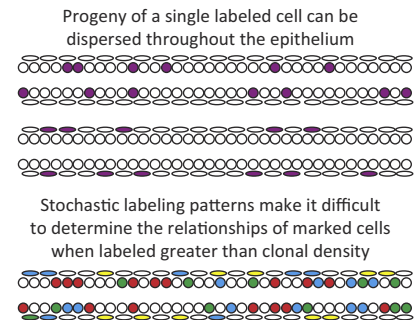 Progeny of a single labeled cell can be
dispersed throughout the epithelium
Stochastic labeling patterns make it difficult
to determine the relationships of marked cells
when labeled greater than clonal density